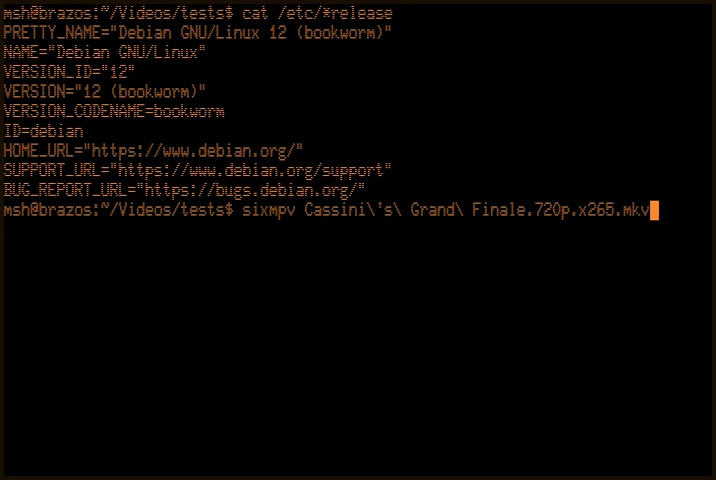 msh@brazos:~/Videos/tests$ cat /etc/*release
PRETTY_NAME="Debian GNU/Linux 12 (bookworm)"
NAME="Debian GNU/Linux"
VERSION_ID="12"
VERSION="12 (bookworm)"
VERSION_CODENAME=bookworm
ID=debian
HOME_URL="https://www.debian.org/"
SUPPORT_URL="https://www.debian.org/support"
BUG_REPORT_URL="https://bugs.debian.org/"
msh@brazos:~/Videos/tests$ sixmpv Cassini\'s\ Grand\ Finale.720p.x265.mkv